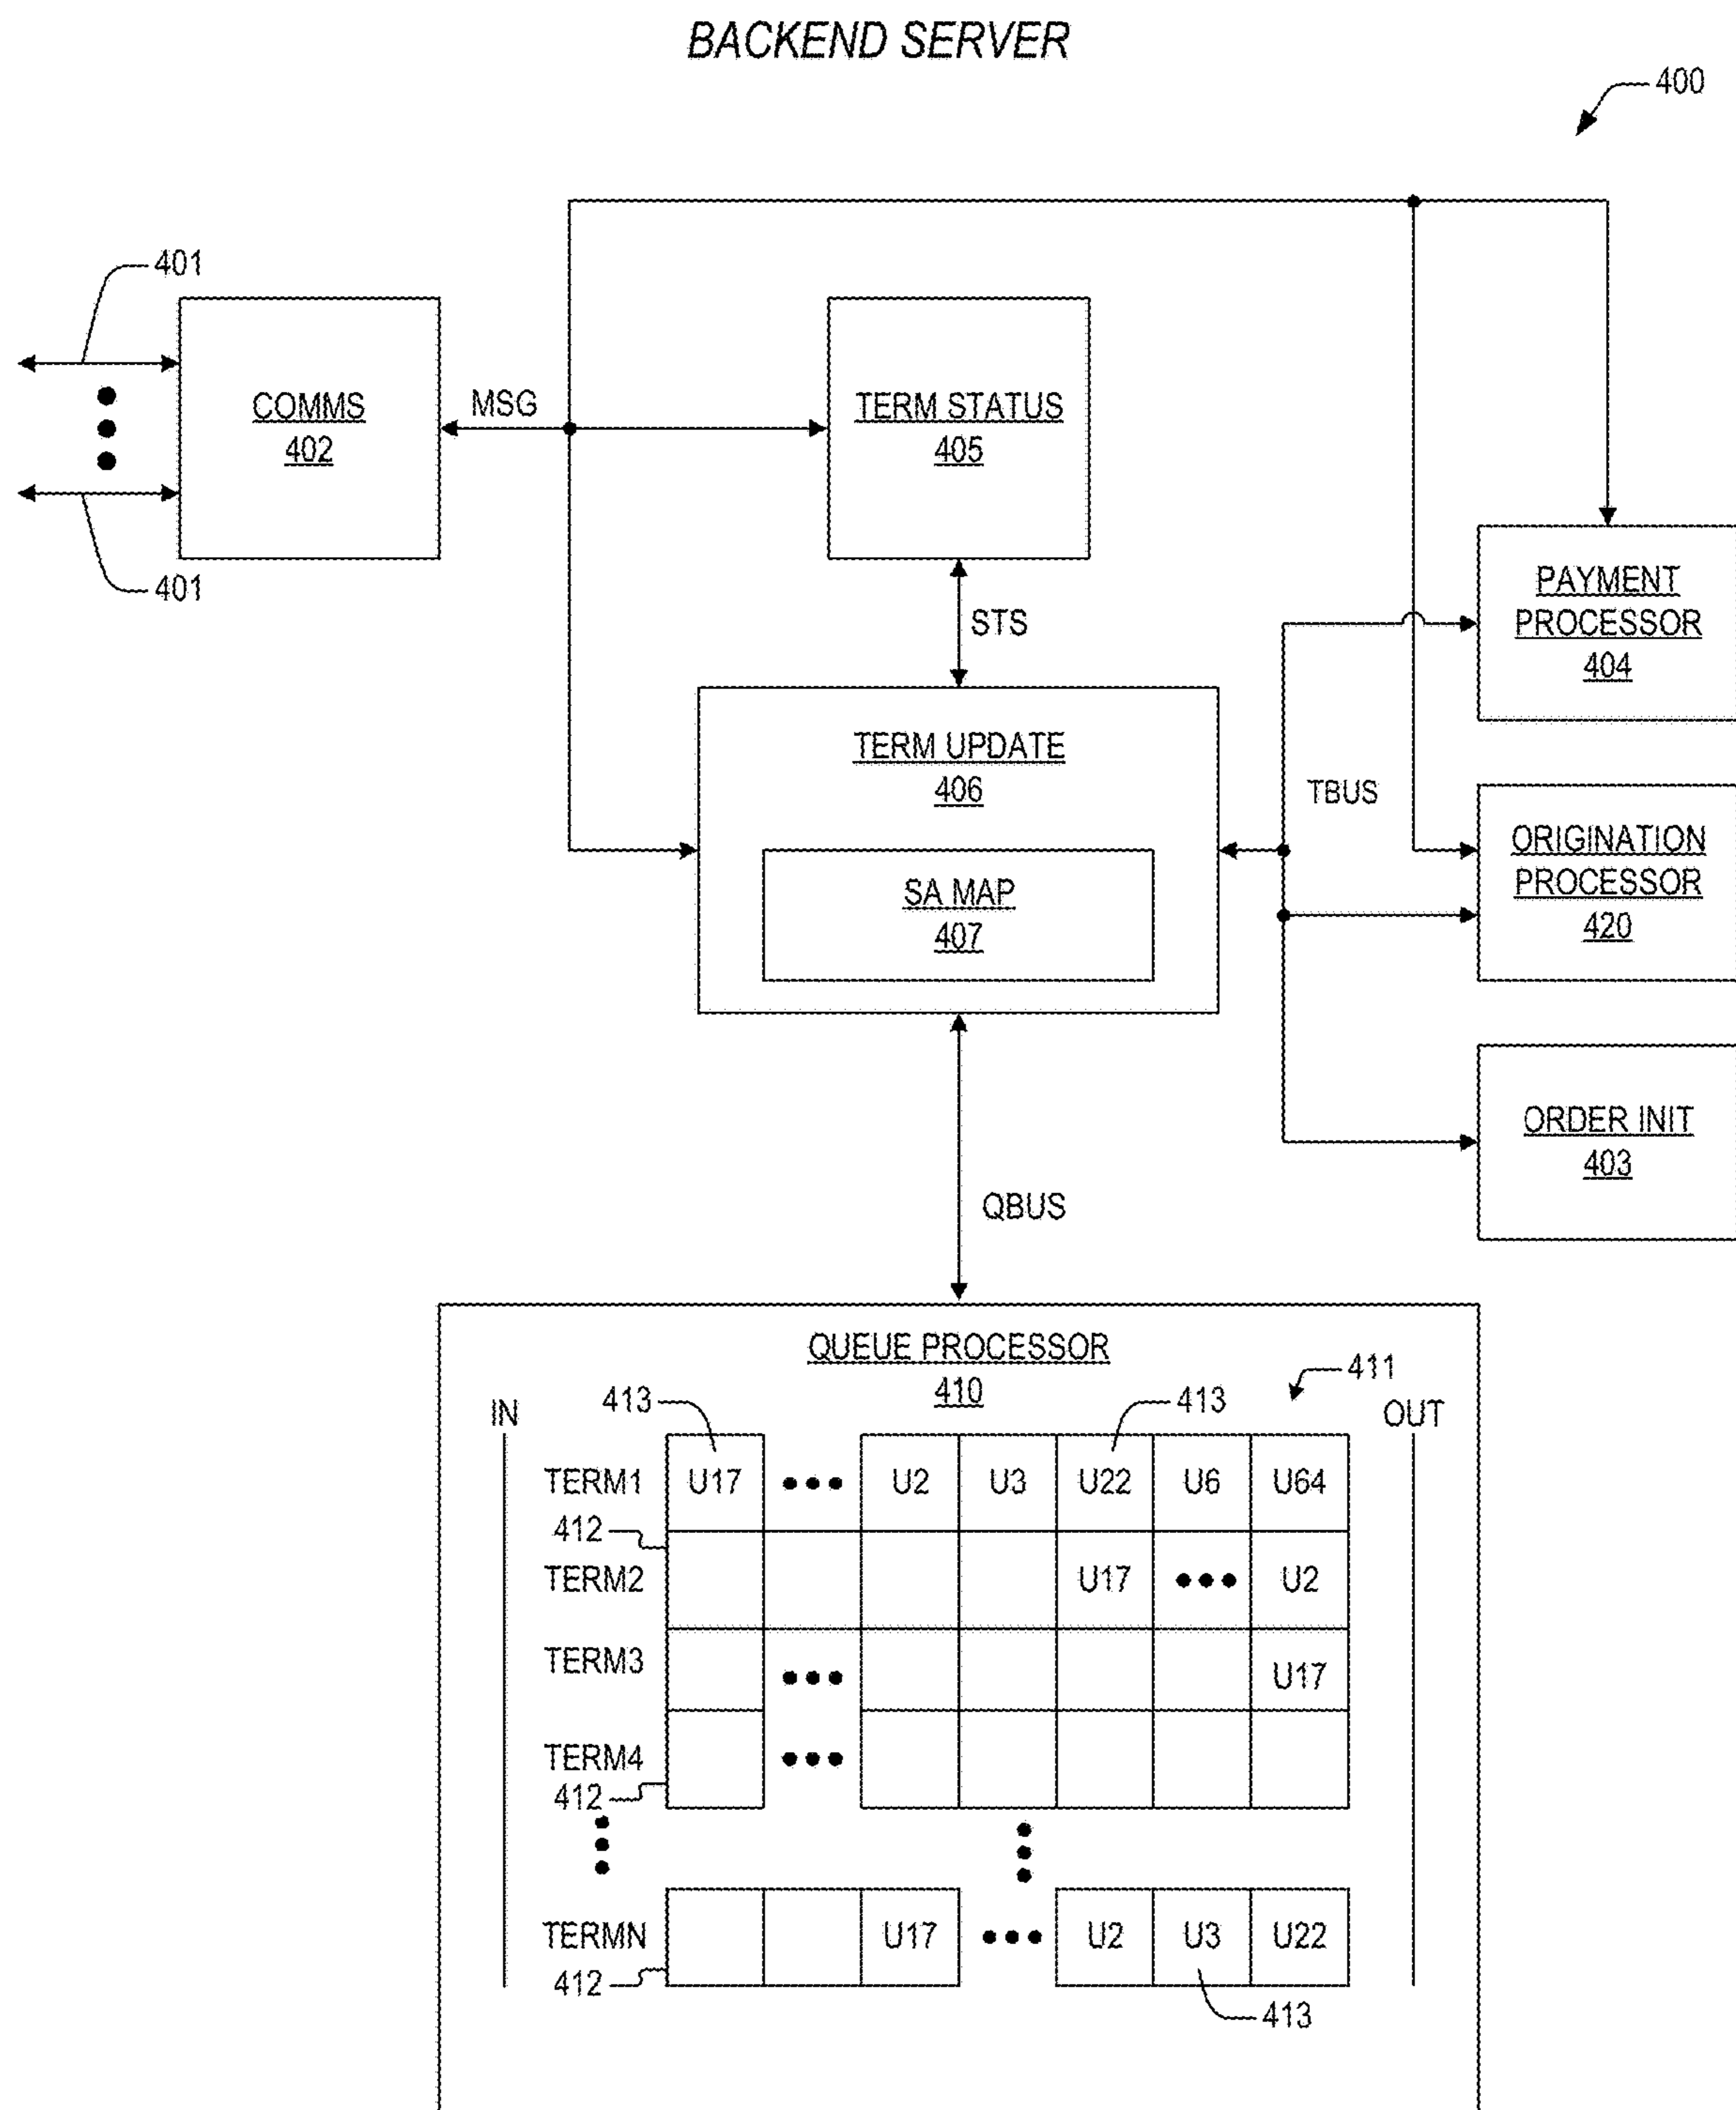 BACKEND SERVER
400
401
COMMS
402
401
MSG
TERM STATUS
405
STS
PAYMENT
PROCESSOR
404
TERM UPDATE
406
SA MAP
407
TBUS
ORIGINATION
PROCESSOR
420
ORDER INIT
403
QBUS
QUEUE PROCESSOR
410
411
IN
413
413
OUT
TERM1 U17 U2 U3 U22 U6 U64
412
TERM2 U17 U2
TERM3 U17
TERM4
412
TERMN U17 U2 U3 U22
412
413